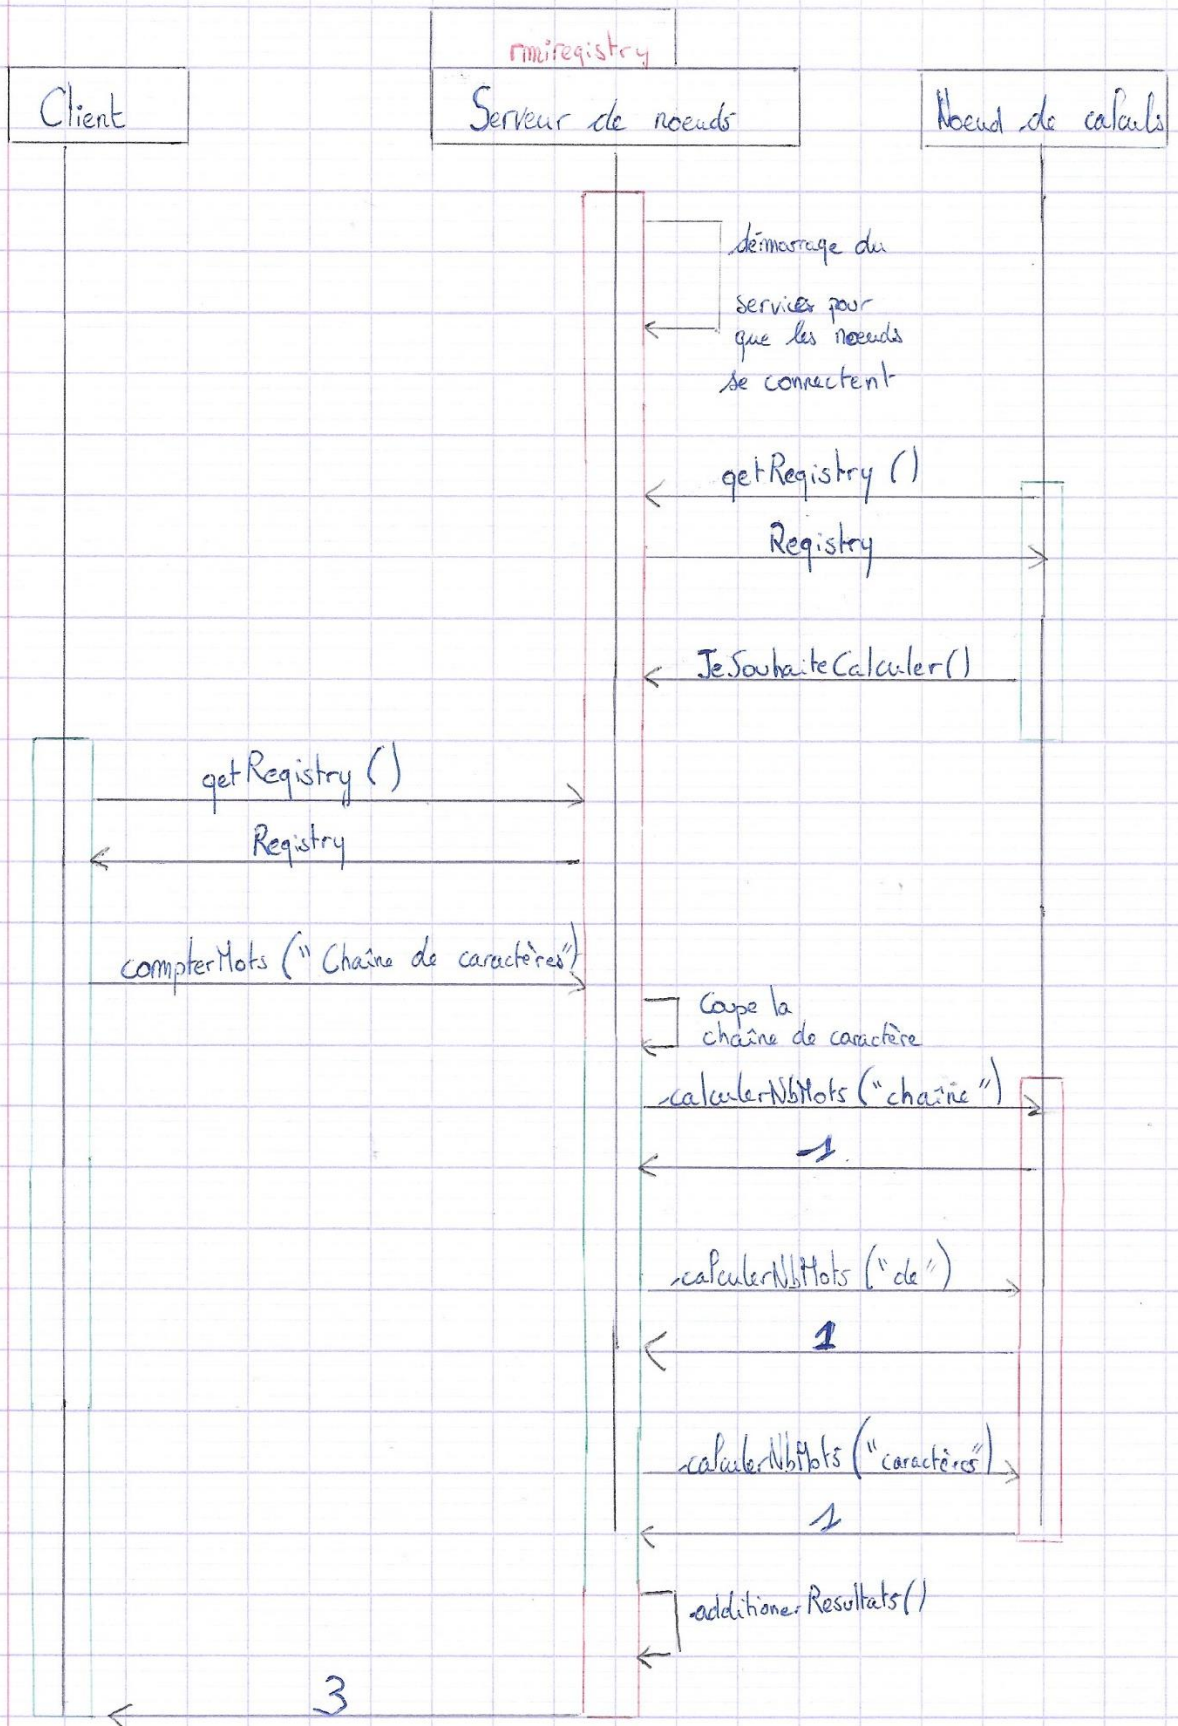 rmiregistry
Client
Serveur de noeuds
Noeud de calculs
démarrage du
services pour
que les noeuds
se connectent
getRegistry ()
Registry
JeSouhaiteCalculer()
getRegistry ()
Registry
compterMots ("Chaîne de caractères")
Coupe la
chaîne de caractère
calculerNbMots ("chaîne")
1
calculerNbMots ("de")
1
calculerNbMots ("caractères")
1
additionerResultats()
3